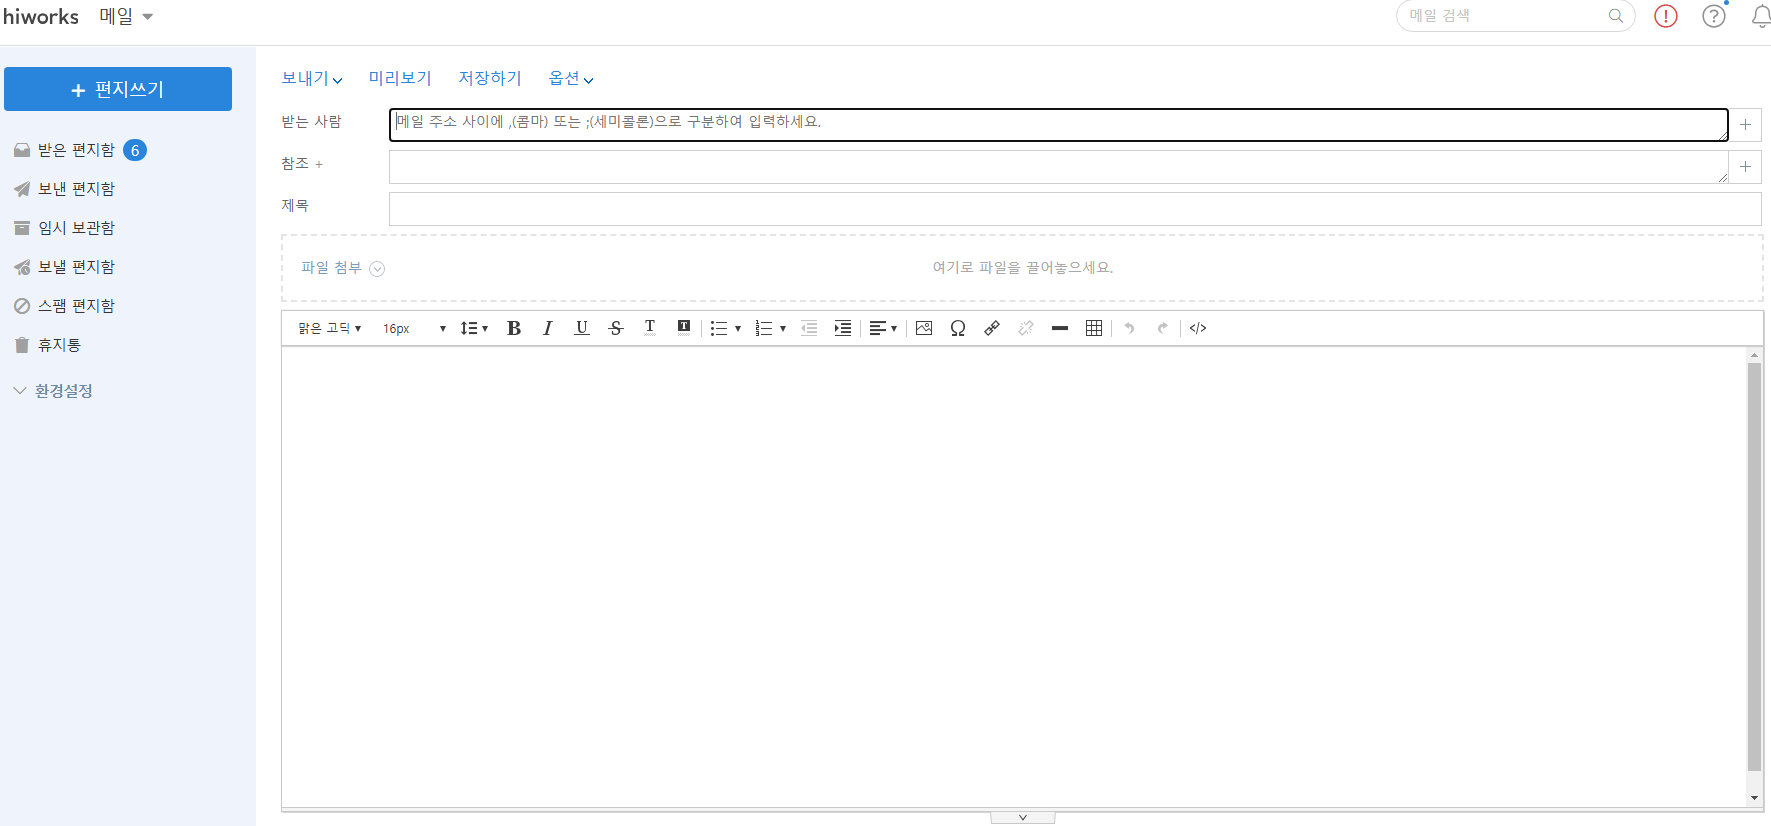 hiworks 메일
메일 검색
+ 편지쓰기
받은 편지함 6
보낸 편지함
임시 보관함
보낼 편지함
스팸 편지함
휴지통
환경설정
보내기 미리보기 저장하기 옵션
받는 사람 메일 주소 사이에 ,(콤마) 또는 ;(세미콜론)으로 구분하여 입력하세요.
참조 +
제목
파일 첨부 여기로 파일을 끌어놓으세요.
맑은 고딕 16px B I U S T T Ω </>